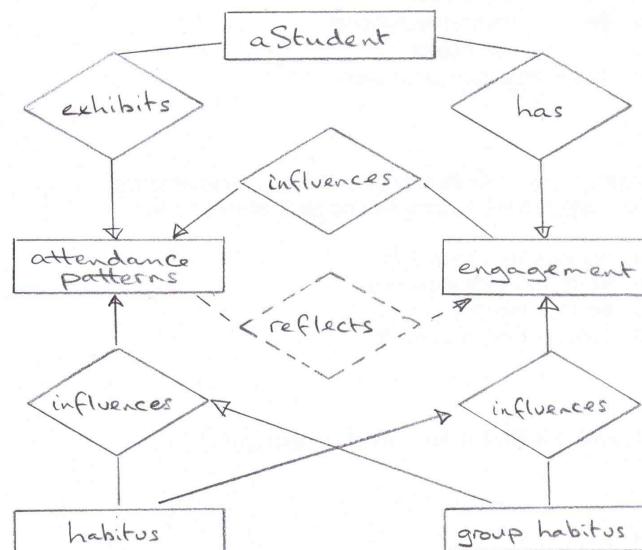 aStudent
exhibits
has
influences
attendance
patterns
engagement
reflects
influences
influences
habitus
group habitus